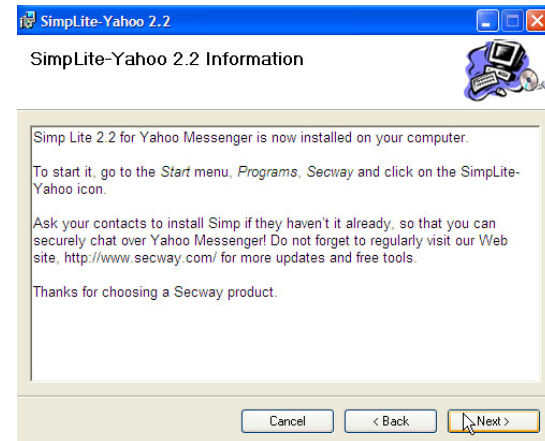 SimpLite-Yahoo 2.2
SimpLite-Yahoo 2.2 Information
Simp Lite 2.2 for Yahoo Messenger is now installed on your computer.
To start it, go to the Start menu, Programs, Secway and click on the SimpLite-
Yahoo icon.
Ask your contacts to install Simp if they haven't it already, so that you can
securely chat over Yahoo Messenger! Do not forget to regularly visit our Web
site, http://www.secway.com/ for more updates and free tools.
Thanks for choosing a Secway product.
Cancel
< Back
Next >